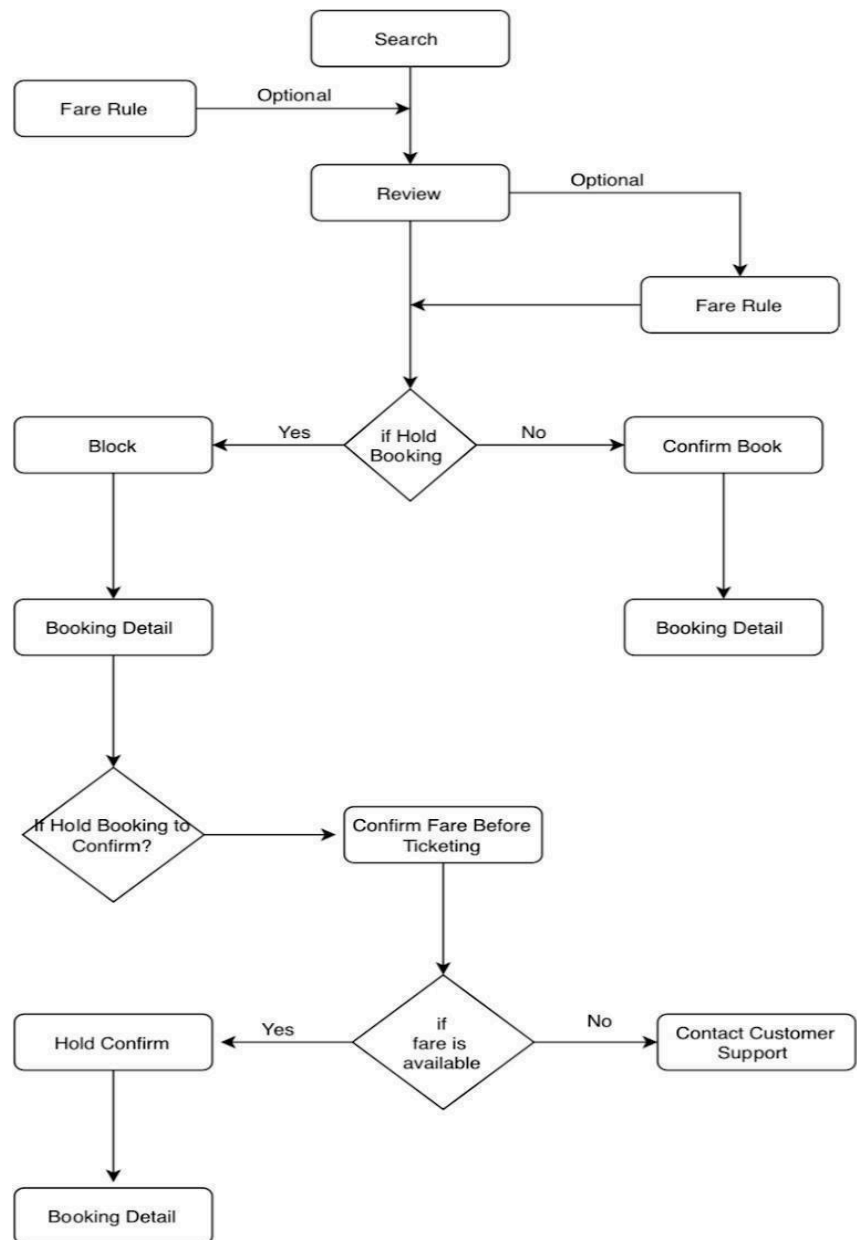 Search
Optional
Fare Rule
Review
Optional
Fare Rule
Yes
if Hold
Booking
No
Block
Confirm Book
Booking Detail
Booking Detail
If Hold Booking to
Confirm?
Confirm Fare Before
Ticketing
Hold Confirm
Yes
if
fare is
available
No
Contact Customer
Support
Booking Detail